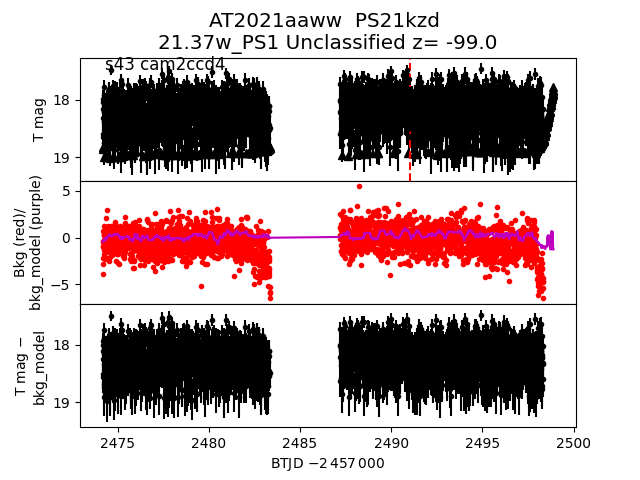 AT2021aaww  PS21kzd
21.37w_PS1 Unclassified z= -99.0
s43 cam2ccd4
T mag
18
19
Bkg (red)/
bkg_model (purple)
5
0
−5
T mag −
bkg_model
18
19
2475
2480
2485
2490
2495
2500
BTJD −2 457 000